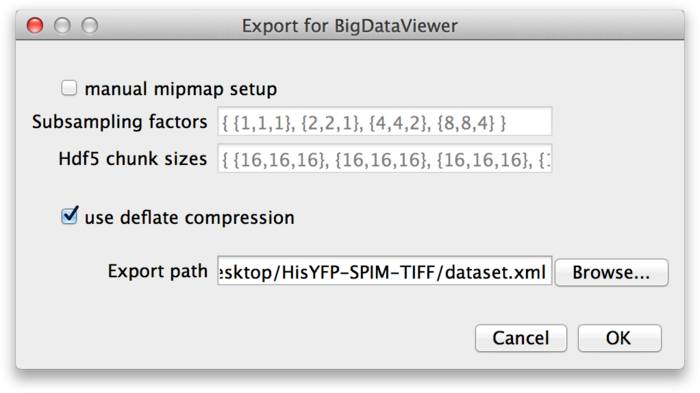 Export for BigDataViewer
manual mipmap setup
Subsampling factors { {1,1,1}, {2,2,1}, {4,4,2}, {8,8,4} }
Hdf5 chunk sizes { {16,16,16}, {16,16,16}, {16,16,16}, {
use deflate compression
Export path esktop/HisYFP-SPIM-TIFF/dataset.xml Browse...
Cancel OK